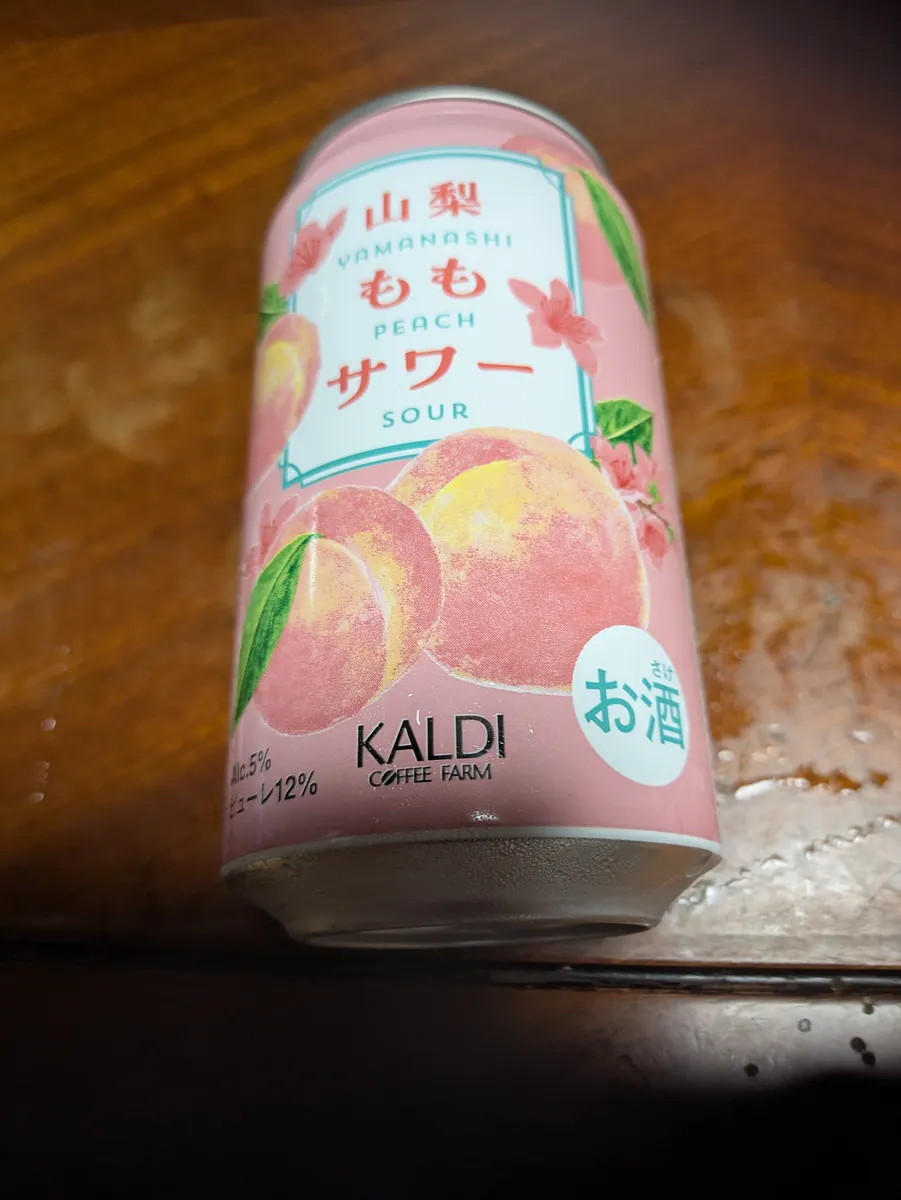 山梨
YAMANASHI
もも
PEACH
サワー
SOUR
さけ
お酒
Alc.5%
ピューレ12%
KALDI
COFFEE FARM